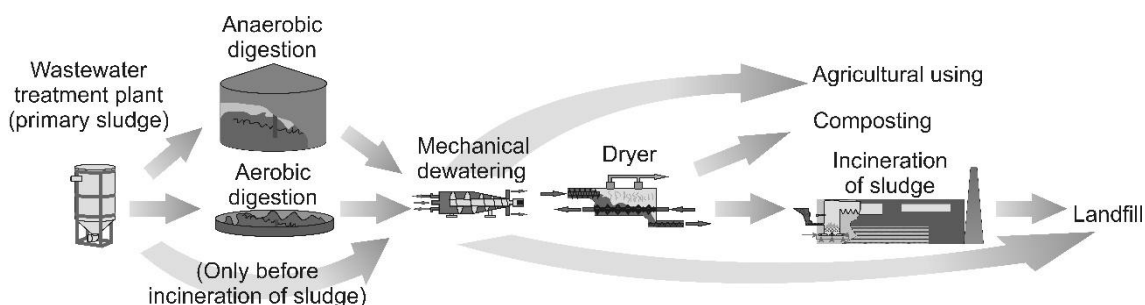 Anaerobic
digestion
Wastewater
treatment plant
(primary sludge)
Aerobic
digestion
(Only before
incineration of sludge)
Mechanical
dewatering
Dryer
Agricultural using
Composting
Incineration
of sludge
Landfill